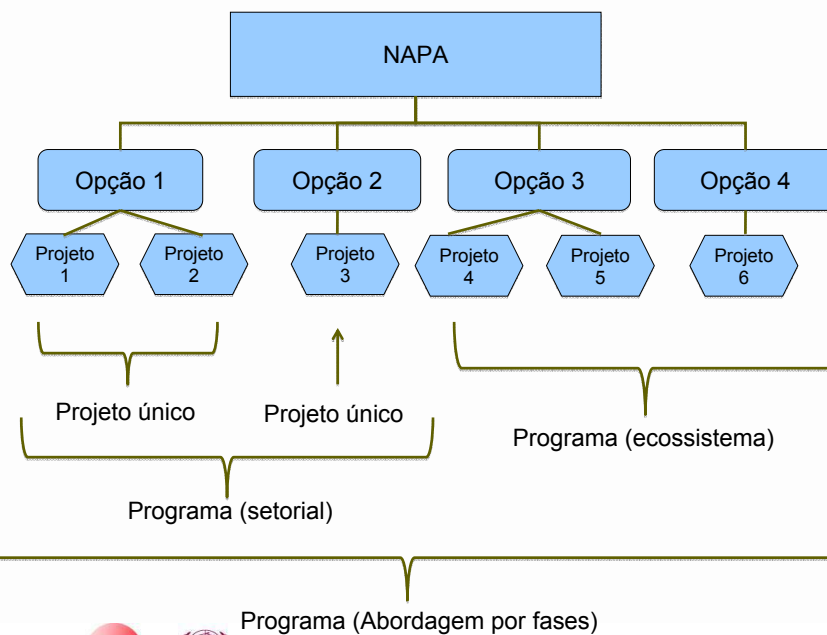 NAPA
Opção 1
Opção 2
Opção 3
Opção 4
Projeto
1
Projeto
2
Projeto
3
Projeto
4
Projeto
5
Projeto
6
Projeto único
Projeto único
Programa (ecossistema)
Programa (setorial)
Programa (Abordagem por fases)